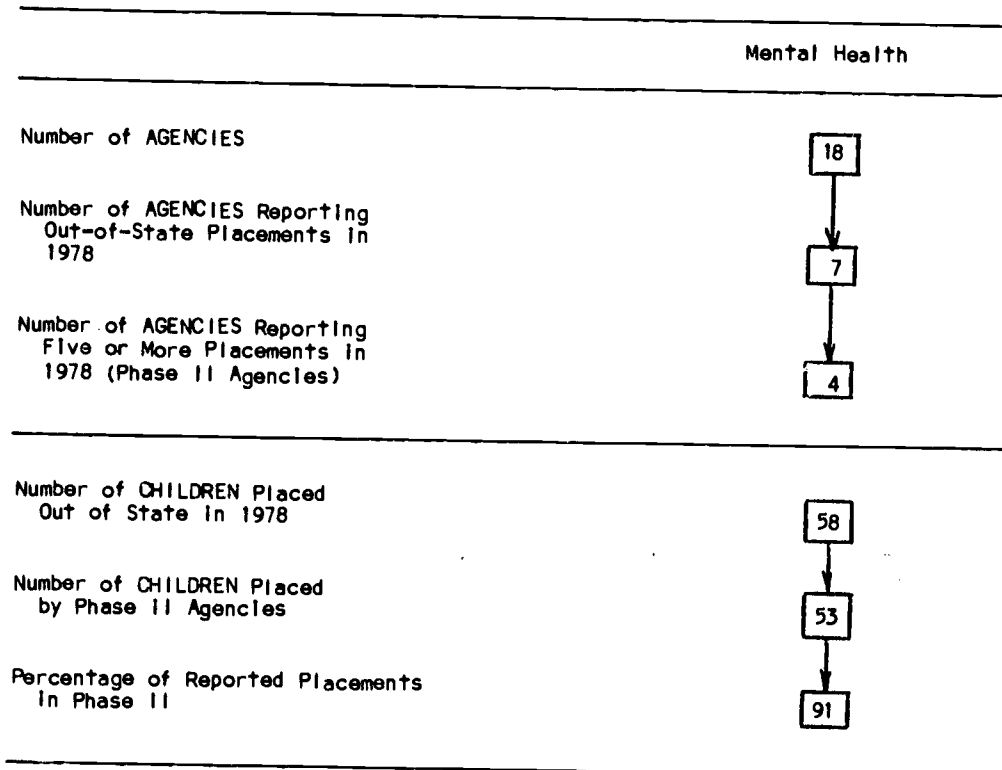 Mental Health
Number of AGENCIES
18
Number of AGENCIES Reporting
Out-of-State Placements in
1978
7
Number of AGENCIES Reporting
Five or More Placements in
1978 (Phase II Agencies)
4
Number of CHILDREN Placed
Out of State in 1978
58
Number of CHILDREN Placed
by Phase II Agencies
53
Percentage of Reported Placements
in Phase II
91